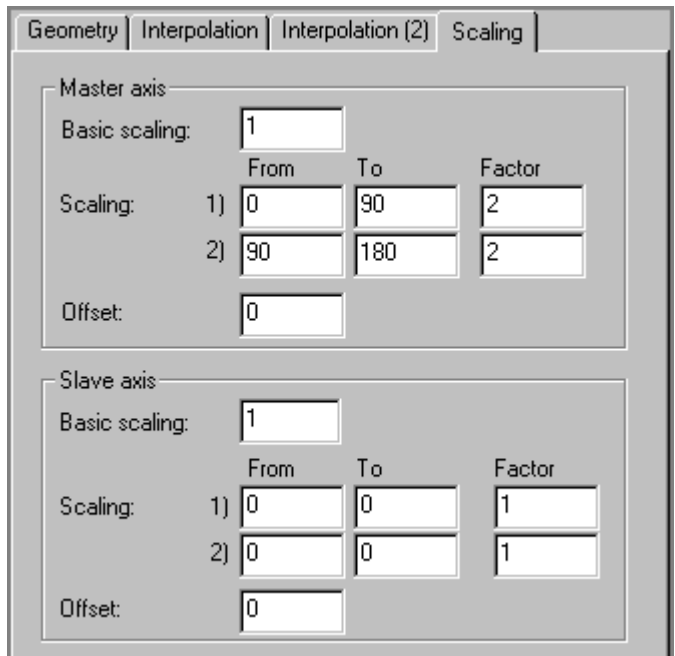 Geometry Interpolation Interpolation (2) Scaling
Master axis
Basic scaling: 1
From To Factor
Scaling: 1) 0 90 2
2) 90 180 2
Offset: 0
Slave axis
Basic scaling: 1
From To Factor
Scaling: 1) 0 0 1
2) 0 0 1
Offset: 0